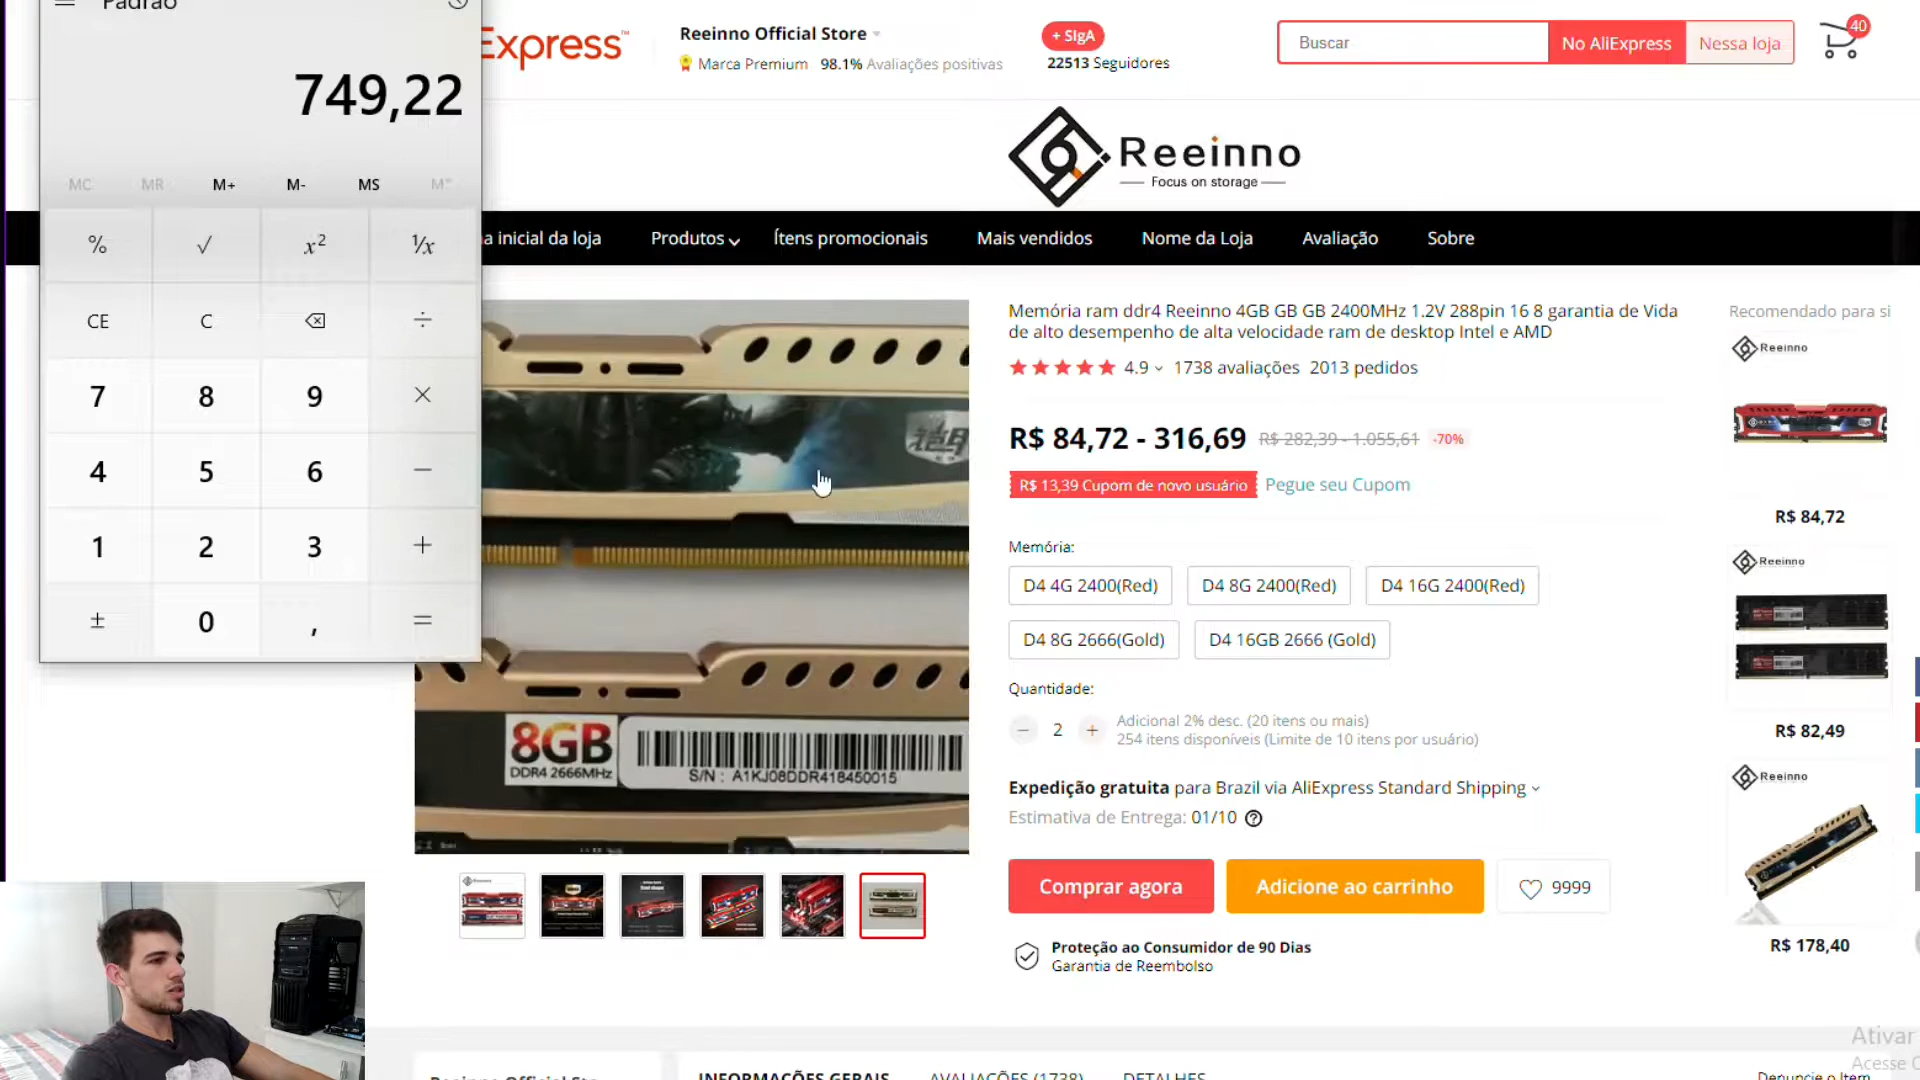 Padrão
749,22
MC MR M+ M- MS
% √ x² ¹/x
CE C ÷
7 8 9 ×
4 5 6 −
1 2 3 +
± 0 , =
Express™
Reeinno Official Store
Marca Premium 98.1% Avaliações positivas
+ SIgA
22513 Seguidores
Buscar
No AliExpress
Nessa loja
40
Reeinno
Focus on storage
a inicial da loja Produtos Ítens promocionais Mais vendidos Nome da Loja Avaliação Sobre
8GB
DDR4 2666MHz
S/N : A1KJ08DDR418450015
Memória ram ddr4 Reeinno 4GB GB GB 2400MHz 1.2V 288pin 16 8 garantia de Vida
de alto desempenho de alta velocidade ram de desktop Intel e AMD
4.9 1738 avaliações 2013 pedidos
R$ 84,72 - 316,69 R$ 282,39 - 1.055,61 -70%
R$ 13,39 Cupom de novo usuário Pegue seu Cupom
Memória:
D4 4G 2400(Red) D4 8G 2400(Red) D4 16G 2400(Red)
D4 8G 2666(Gold) D4 16GB 2666 (Gold)
Quantidade:
− 2 +
Adicional 2% desc. (20 itens ou mais)
254 itens disponíveis (Limite de 10 itens por usuário)
Expedição gratuita para Brazil via AliExpress Standard Shipping
Estimativa de Entrega: 01/10
Comprar agora
Adicione ao carrinho
9999
Proteção ao Consumidor de 90 Dias
Garantia de Reembolso
Recomendado para si
Reeinno
R$ 84,72
Reeinno
R$ 82,49
Reeinno
R$ 178,40
Ativar
Acesse
Reeinno Official Sto
INFORMAÇÕES GERAIS AVALIAÇÕES (1738) DETALHES
Denuncie o Item